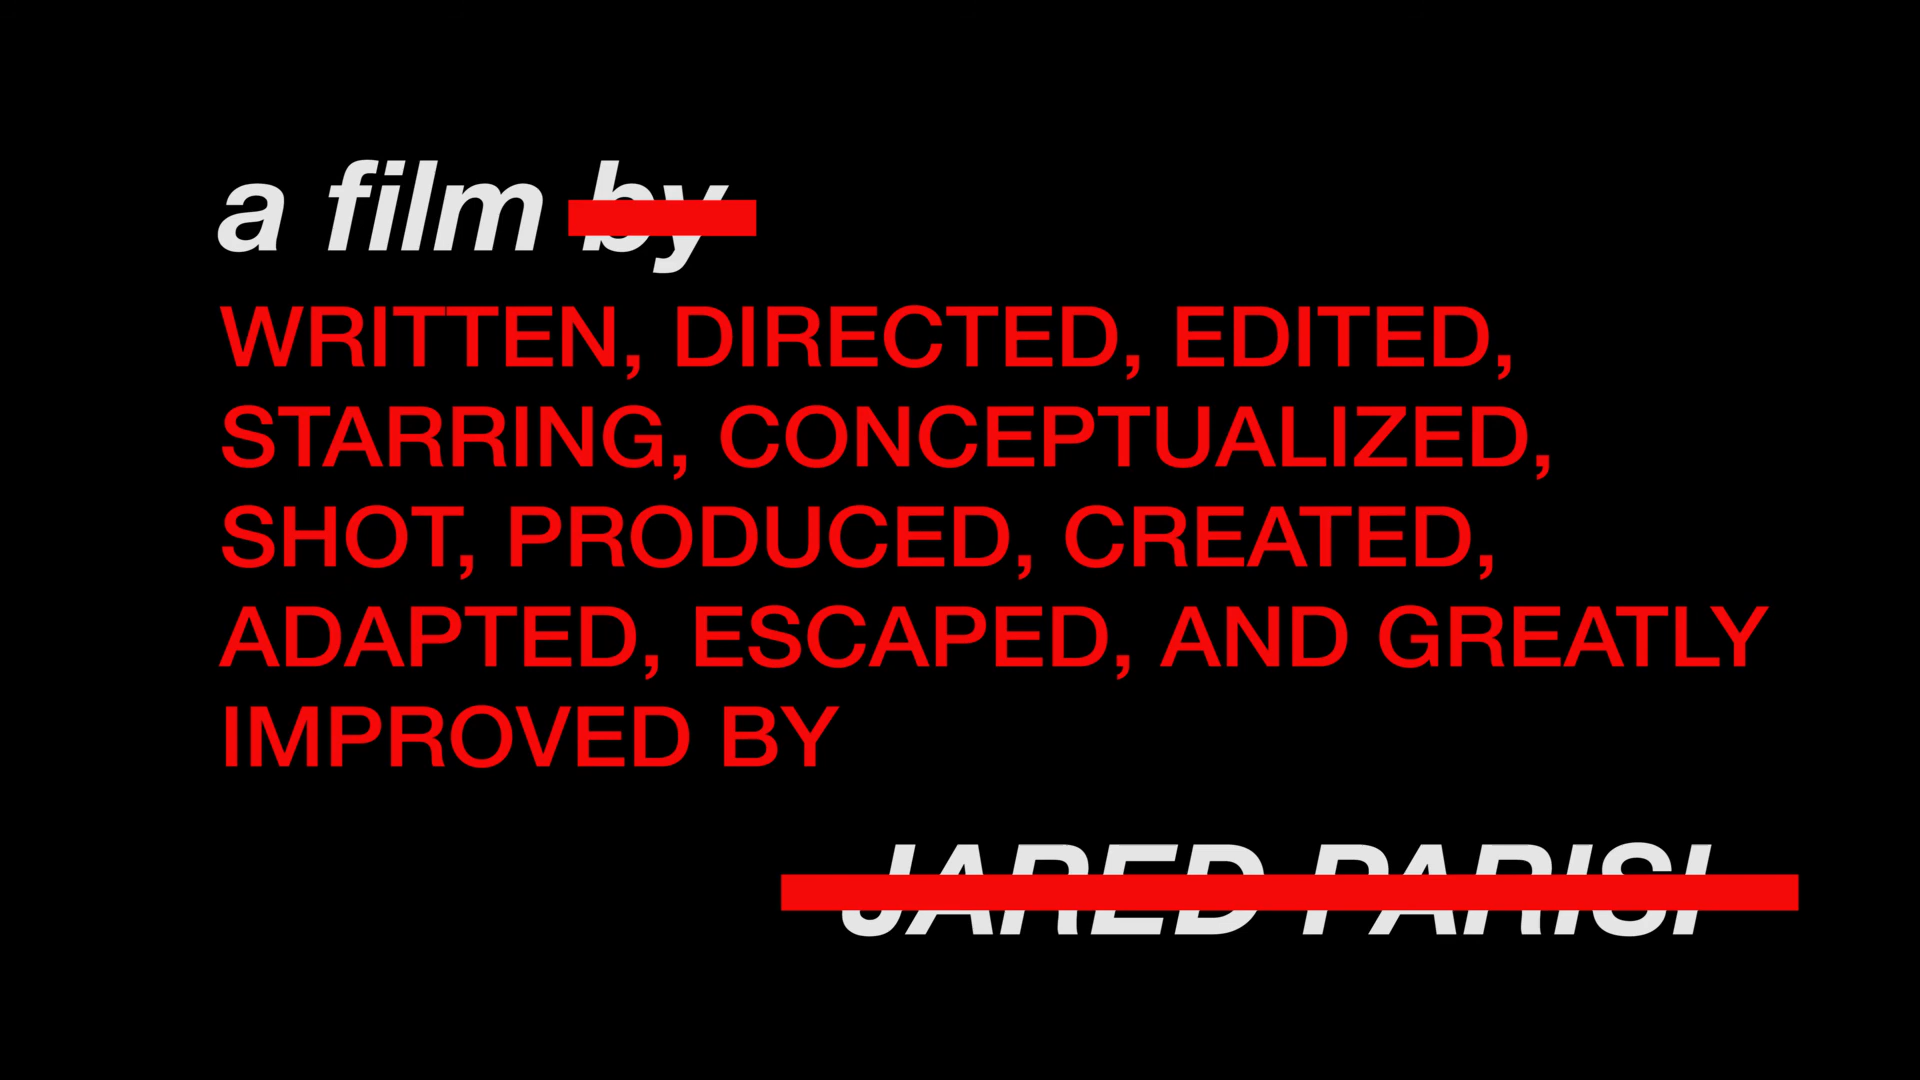 a film by
WRITTEN, DIRECTED, EDITED,
STARRING, CONCEPTUALIZED,
SHOT, PRODUCED, CREATED,
ADAPTED, ESCAPED, AND GREATLY
IMPROVED BY
JARED PARISI